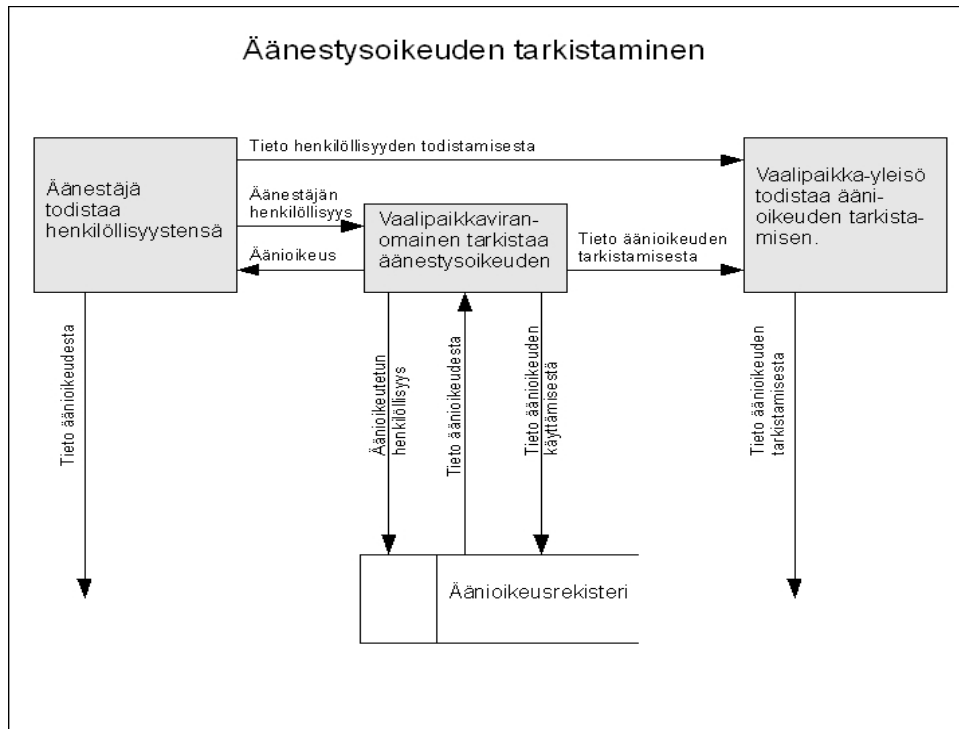 Äänestysoikeuden tarkistaminen
Tieto henkilöllisyyden todistamisesta
Äänestäjä
todistaa
henkilöllisyystensä
Äänestäjän
henkilöllisyys
Äänioikeus
Vaalipaikkaviran-
omainen tarkistaa
äänestysoikeuden
Tieto äänioikeuden
tarkistamisesta
Vaalipaikka-yleisö
todistaa ääni-
oikeuden tarkista-
misen.
Tieto äänioikeudesta
Äänioikeutetun
henkilöllisyys
Tieto äänioikeudesta
Tieto äänioikeuden
käyttämisestä
Tieto äänioikeuden
tarkistamisesta
Äänioikeusrekisteri